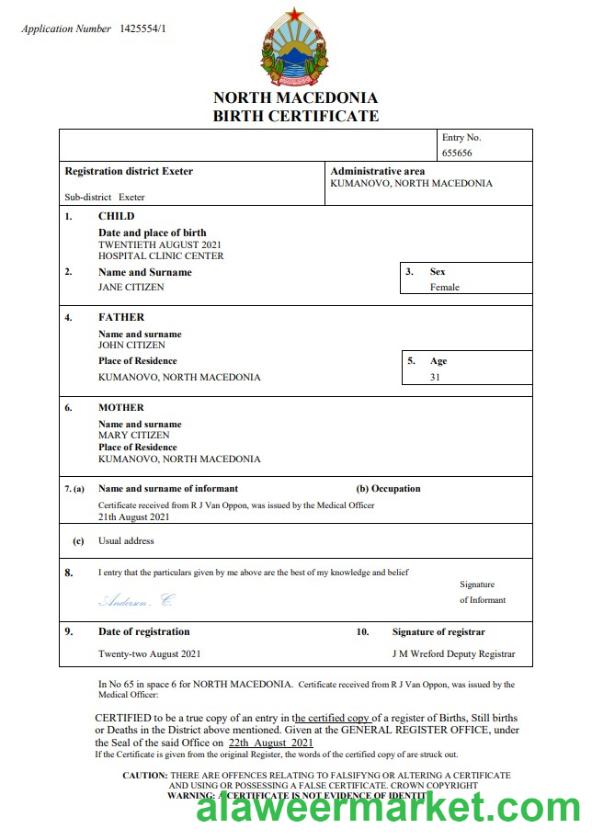 Application Number 1425554/1
NORTH MACEDONIA
BIRTH CERTIFICATE
Entry No.
655656
Registration district Exeter
Sub-district Exeter
Administrative area
KUMANOVO, NORTH MACEDONIA
1. CHILD
Date and place of birth
TWENTIETH AUGUST 2021
HOSPITAL CLINIC CENTER
2. Name and Surname
JANE CITIZEN
3. Sex
Female
4. FATHER
Name and surname
JOHN CITIZEN
Place of Residence
KUMANOVO, NORTH MACEDONIA
5. Age
31
6. MOTHER
Name and surname
MARY CITIZEN
Place of Residence
KUMANOVO, NORTH MACEDONIA
7. (a) Name and surname of informant (b) Occupation
Certificate received from R J Van Oppon, was issued by the Medical Officer
21th August 2021
(c) Usual address
8. I entry that the particulars given by me above are the best of my knowledge and belief
Anderson. C.
Signature
of Informant
9. Date of registration
Twenty-two August 2021
10. Signature of registrar
J M Wreford Deputy Registrar
In No 65 in space 6 for NORTH MACEDONIA. Certificate received from R J Van Oppon, was issued by the
Medical Officer:
CERTIFIED to be a true copy of an entry in the certified copy of a register of Births, Still births
or Deaths in the District above mentioned. Given at the GENERAL REGISTER OFFICE, under
the Seal of the said Office on 22th August 2021
If the Certificate is given from the original Register, the words of the certified copy of are struck out.
CAUTION: THERE ARE OFFENCES RELATING TO FALSIFYNG OR ALTERING A CERTIFICATE
AND USING OR POSSESSING A FALSE CERTIFICATE. CROWN COPYRIGHT
WARNING: A CERTIFICATE IS NOT EVIDENCE OF IDENTIT
alaweermarket.com